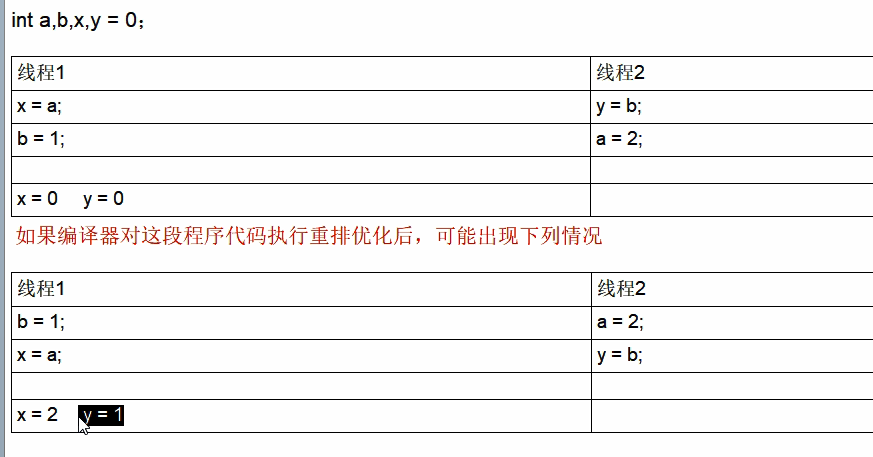 int a,b,x,y = 0;
线程1 线程2
x = a; y = b;
b = 1; a = 2;
x = 0 y = 0
如果编译器对这段程序代码执行重排优化后，可能出现下列情况
线程1 线程2
b = 1; a = 2;
x = a; y = b;
x = 2 y = 1